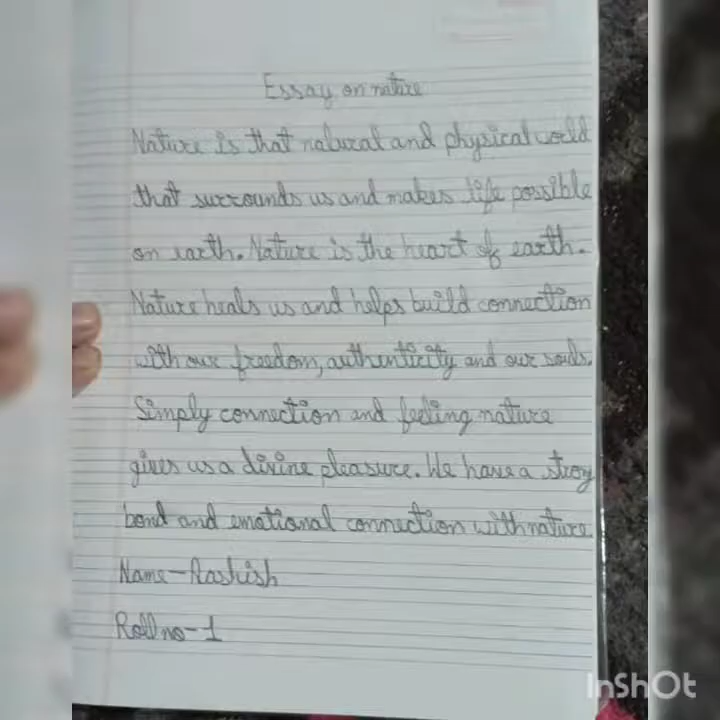 Essay on nature
Nature is that natural and physical world
that surrounds us and makes life possible
on earth. Nature is the heart of earth.
Nature heals us and helps build connection
with our freedom, authenticity and our souls.
Simply connection and feeling nature
gives us a divine pleasure. We have a strong
bond and emotional connection with nature
Name-Aashish
Roll no-1
InShOt